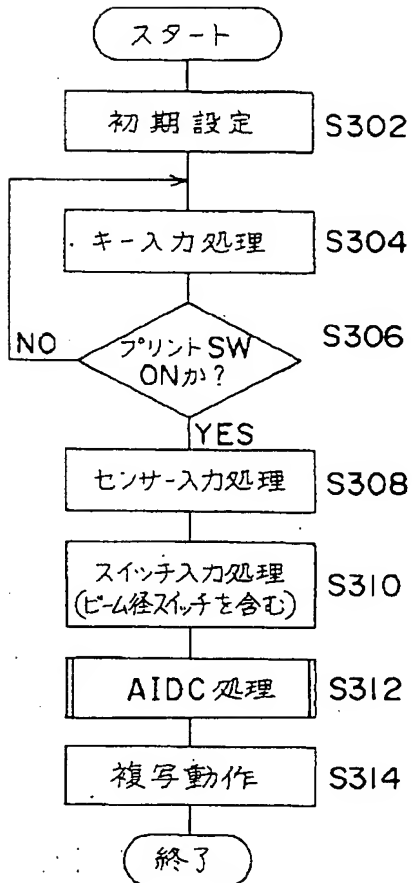 スタート
初期設定 S302
キー入力処理 S304
プリントSW S306
NO ONか?
YES
センサー入力処理 S308
スイッチ入力処理 S310
(ビーム径スイッチを含む)
AIDC処理 S312
複写動作 S314
終了